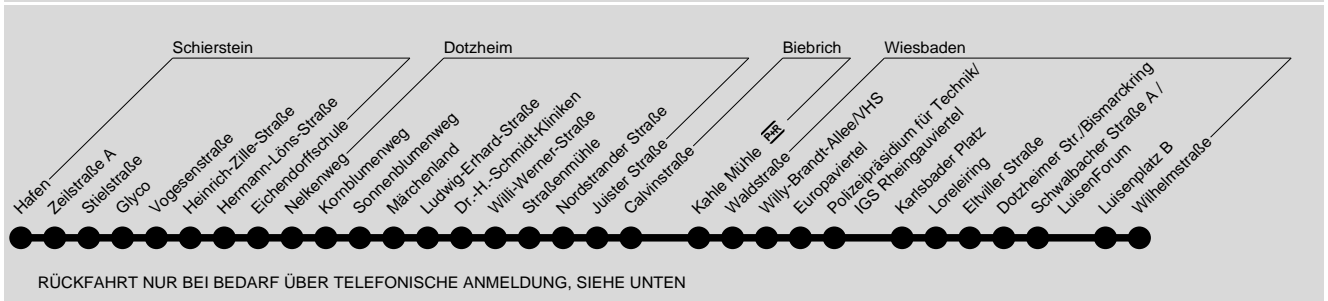 Schierstein
Dotzheim
Biebrich
Wiesbaden
Hafen
Zeilstraße A
Stielstraße
Glyco
Vogesenstraße
Heinrich-Zille-Straße
Hermann-Löns-Straße
Eichendorffschule
Nelkenweg
Kornblumenweg
Sonnenblumenweg
Märchenland
Ludwig-Erhard-Straße
Dr.-H.-Schmidt-Kliniken
Willi-Werner-Straße
Straßenmühle
Nordstrander Straße
Juister Straße
Calvinstraße
Kahle Mühle P+R
Waldstraße
Willy-Brandt-Allee/VHS
Europaviertel
Polizeipräsidium für Technik/
IGS Rheingauviertel
Karlsbader Platz
Loreleiring
Eltviller Straße
Dotzheimer Str./Bismarckring
Schwalbacher Straße A /
LuisenForum
Luisenplatz B
Wilhelmstraße
RÜCKFAHRT NUR BEI BEDARF ÜBER TELEFONISCHE ANMELDUNG, SIEHE UNTEN